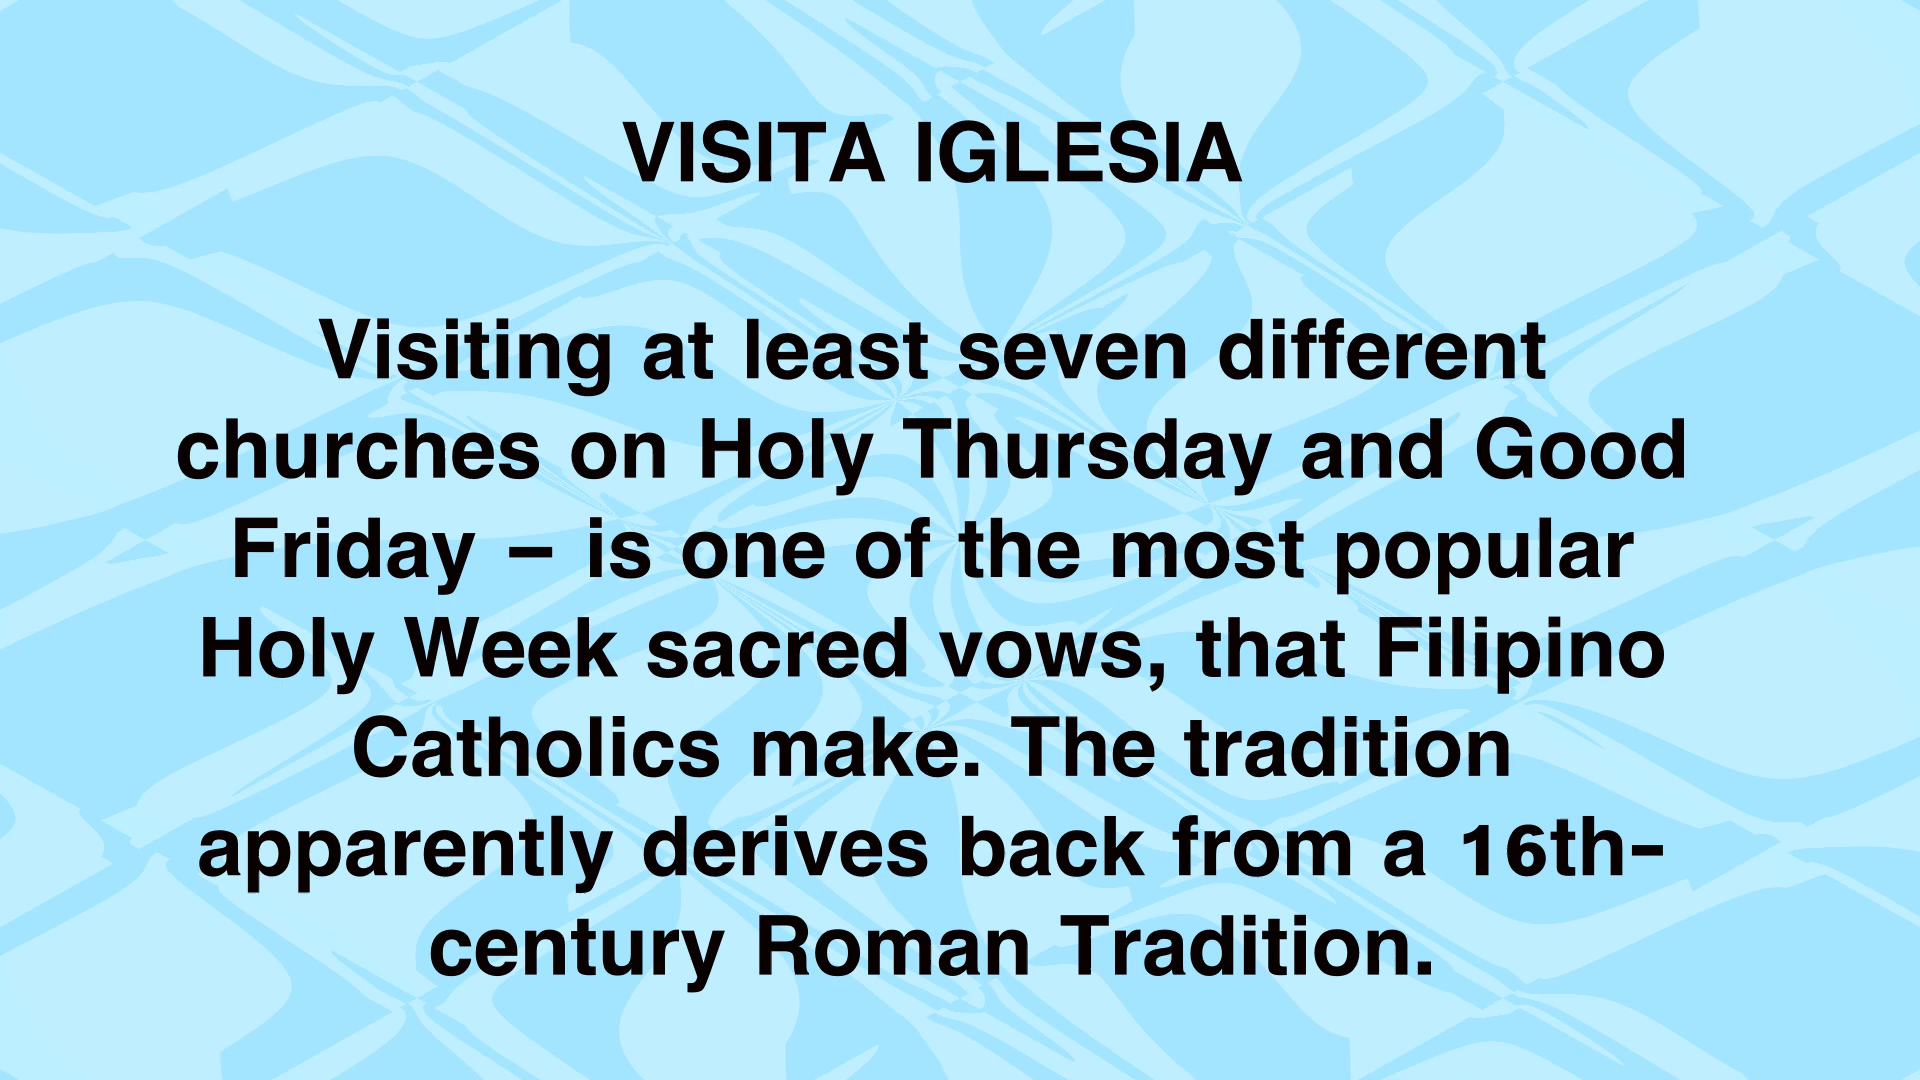 VISITA IGLESIA
Visiting at least seven different
churches on Holy Thursday and Good
Friday – is one of the most popular
Holy Week sacred vows, that Filipino
Catholics make. The tradition
apparently derives back from a 16th-
century Roman Tradition.